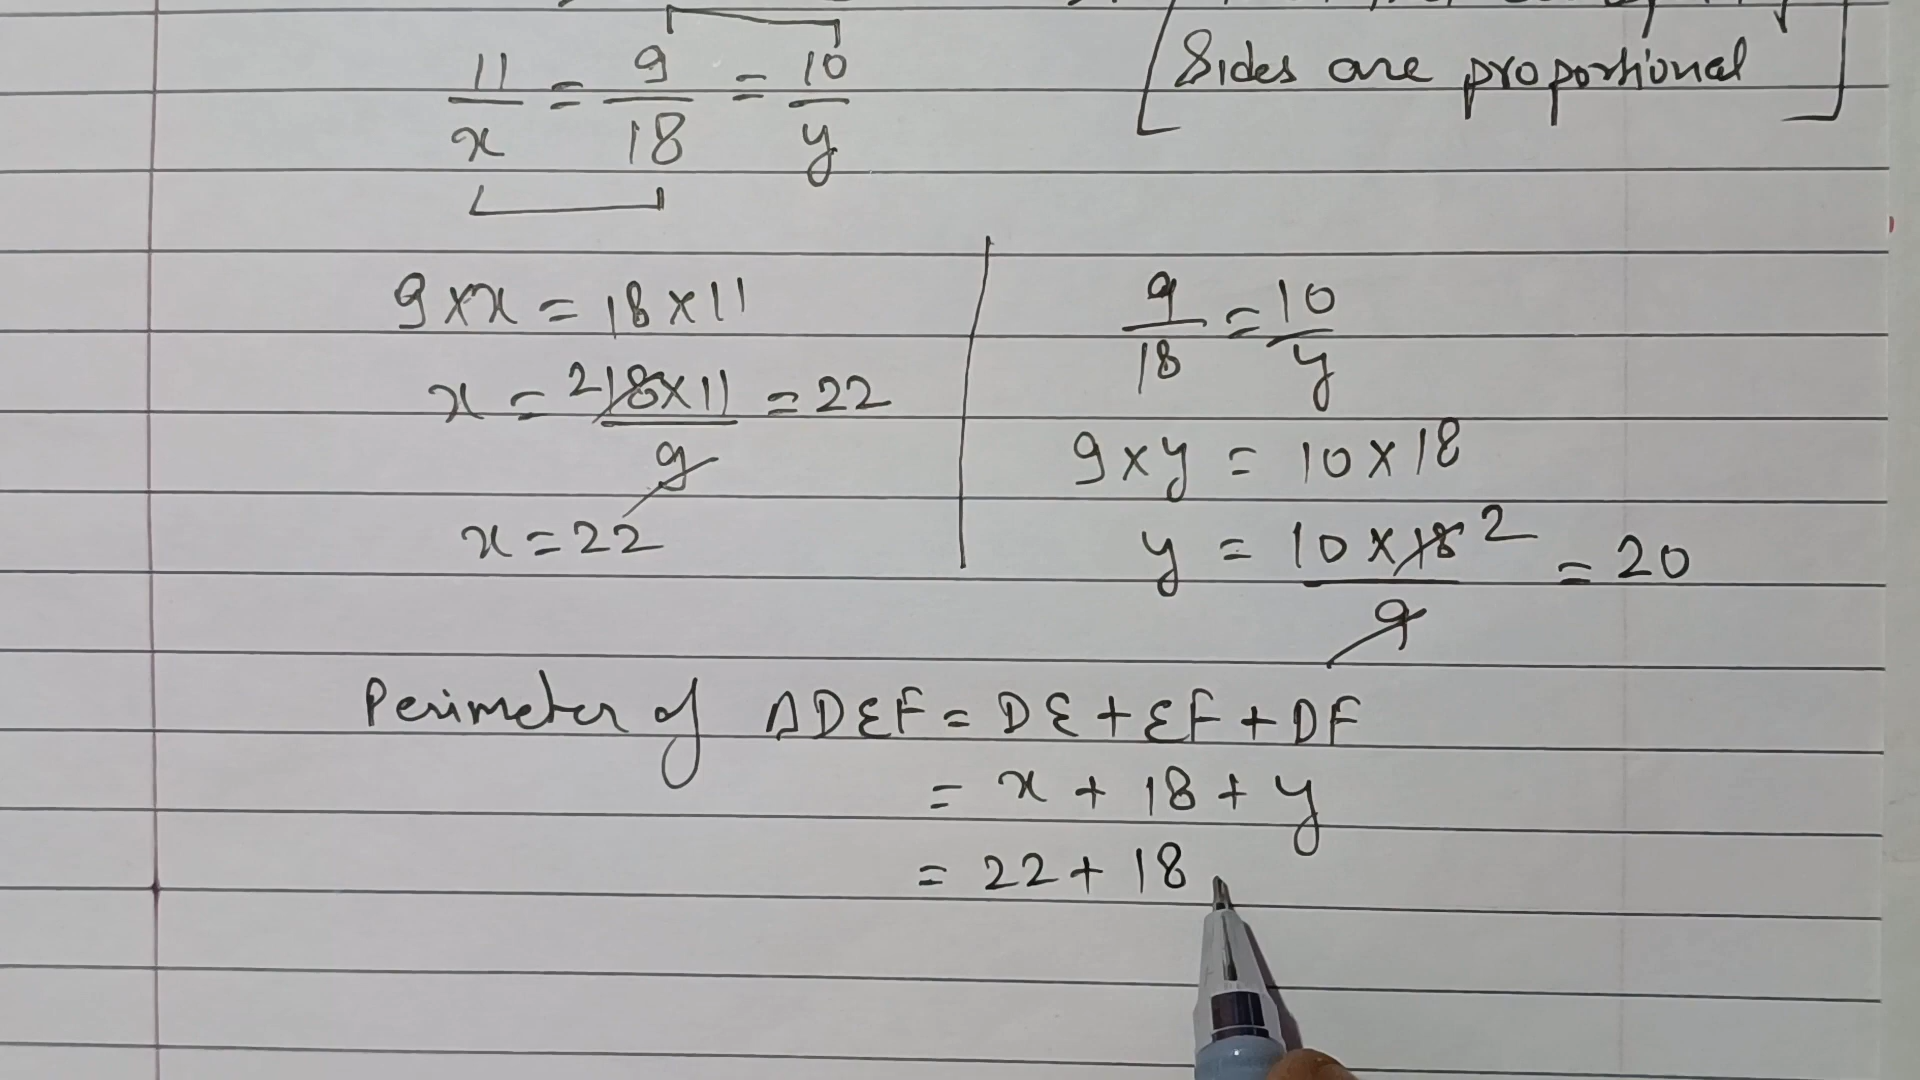 11/x = 9/18 = 10/y
[Sides are proportional]
9 × x = 18 × 11
x = 2 18 × 11 / 9 = 22
x = 22
9/18 = 10/y
9 × y = 10 × 18
y = 10 × 18 2 / 9 = 20
Perimeter of ΔDEF = DE + EF + DF
= x + 18 + y
= 22 + 18